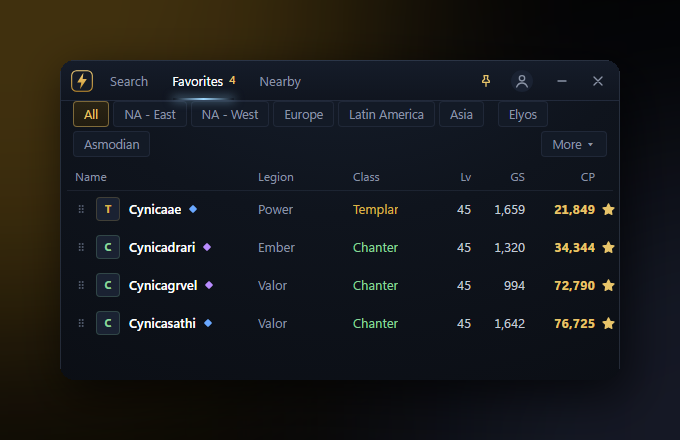 Search Favorites 4 Nearby
All NA - East NA - West Europe Latin America Asia Elyos
Asmodian More
Name Legion Class Lv GS CP
T Cynicaae Power Templar 45 1,659 21,849
C Cynicadrari Ember Chanter 45 1,320 34,344
C Cynicagrvel Valor Chanter 45 994 72,790
C Cynicasathi Valor Chanter 45 1,642 76,725